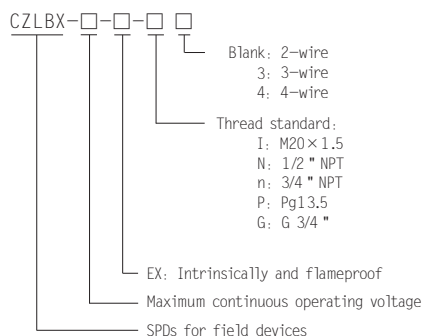 CZLBX-□-□-□ □
Blank: 2-wire
3: 3-wire
4: 4-wire
Thread standard:
I: M20×1.5
N: 1/2 " NPT
n: 3/4 " NPT
P: Pg13.5
G: G 3/4 "
EX: Intrinsically and flameproof
Maximum continuous operating voltage
SPDs for field devices